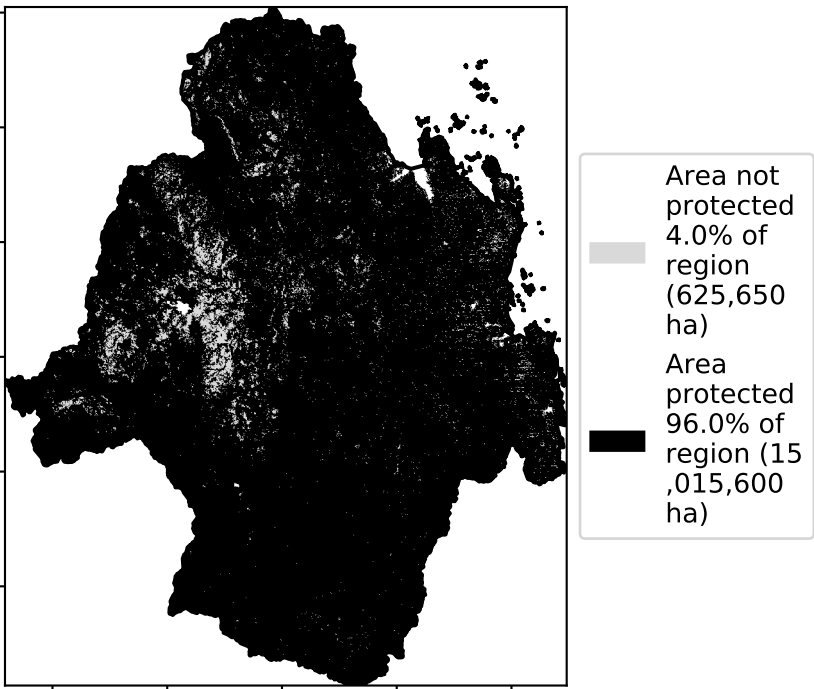 Area not
protected
4.0% of
region
(625,650
ha)
Area
protected
96.0% of
region (15
,015,600
ha)